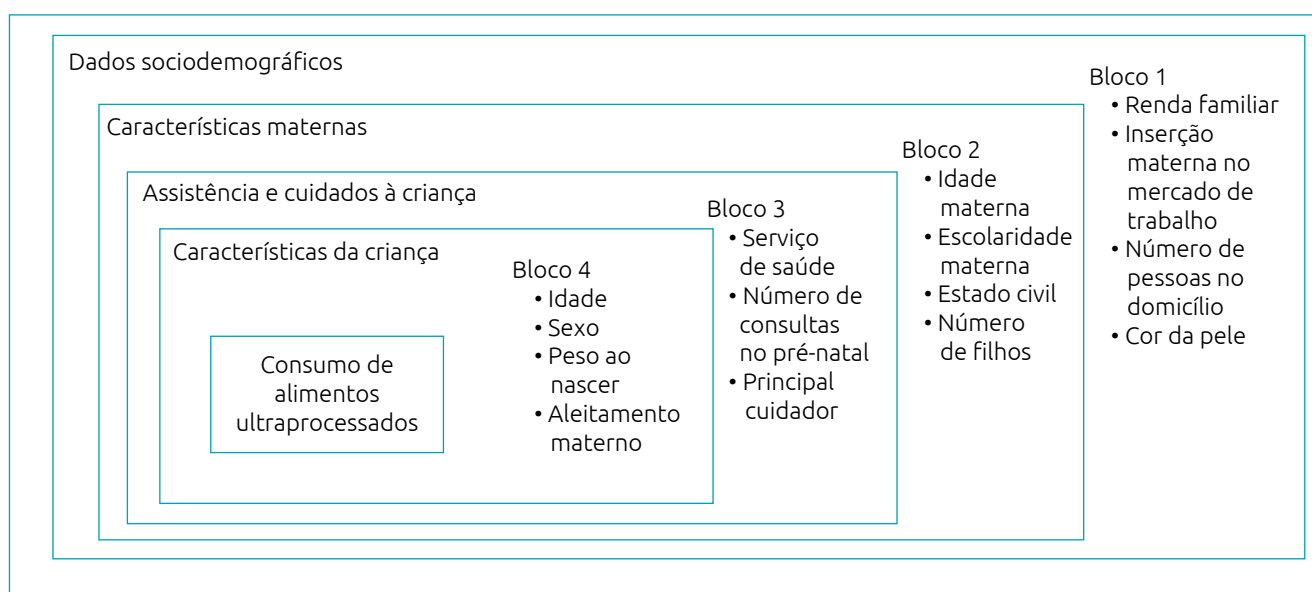 Dados sociodemográficos
Bloco 1
• Renda familiar
• Inserção
materna no
mercado de
trabalho
• Número de
pessoas no
domicílio
• Cor da pele
Características maternas
Bloco 2
• Idade
materna
• Escolaridade
materna
• Estado civil
• Número
de filhos
Assistência e cuidados à criança
Bloco 3
• Serviço
de saúde
• Número de
consultas
no pré-natal
• Principal
cuidador
Características da criança
Bloco 4
• Idade
• Sexo
• Peso ao
nascer
• Aleitamento
materno
Consumo de
alimentos
ultraprocessados